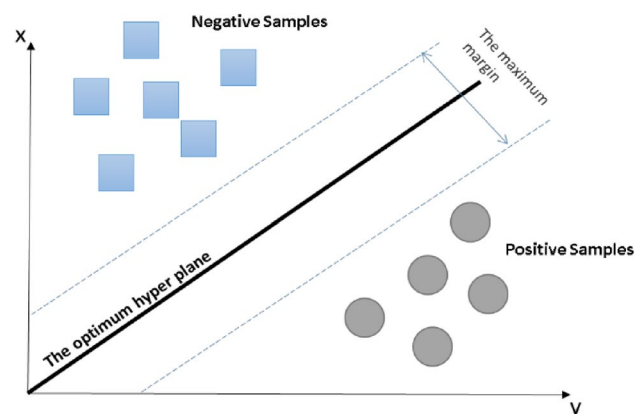 Negative Samples
X
The maximum
margin
Positive Samples
The optimum hyper plane
Y